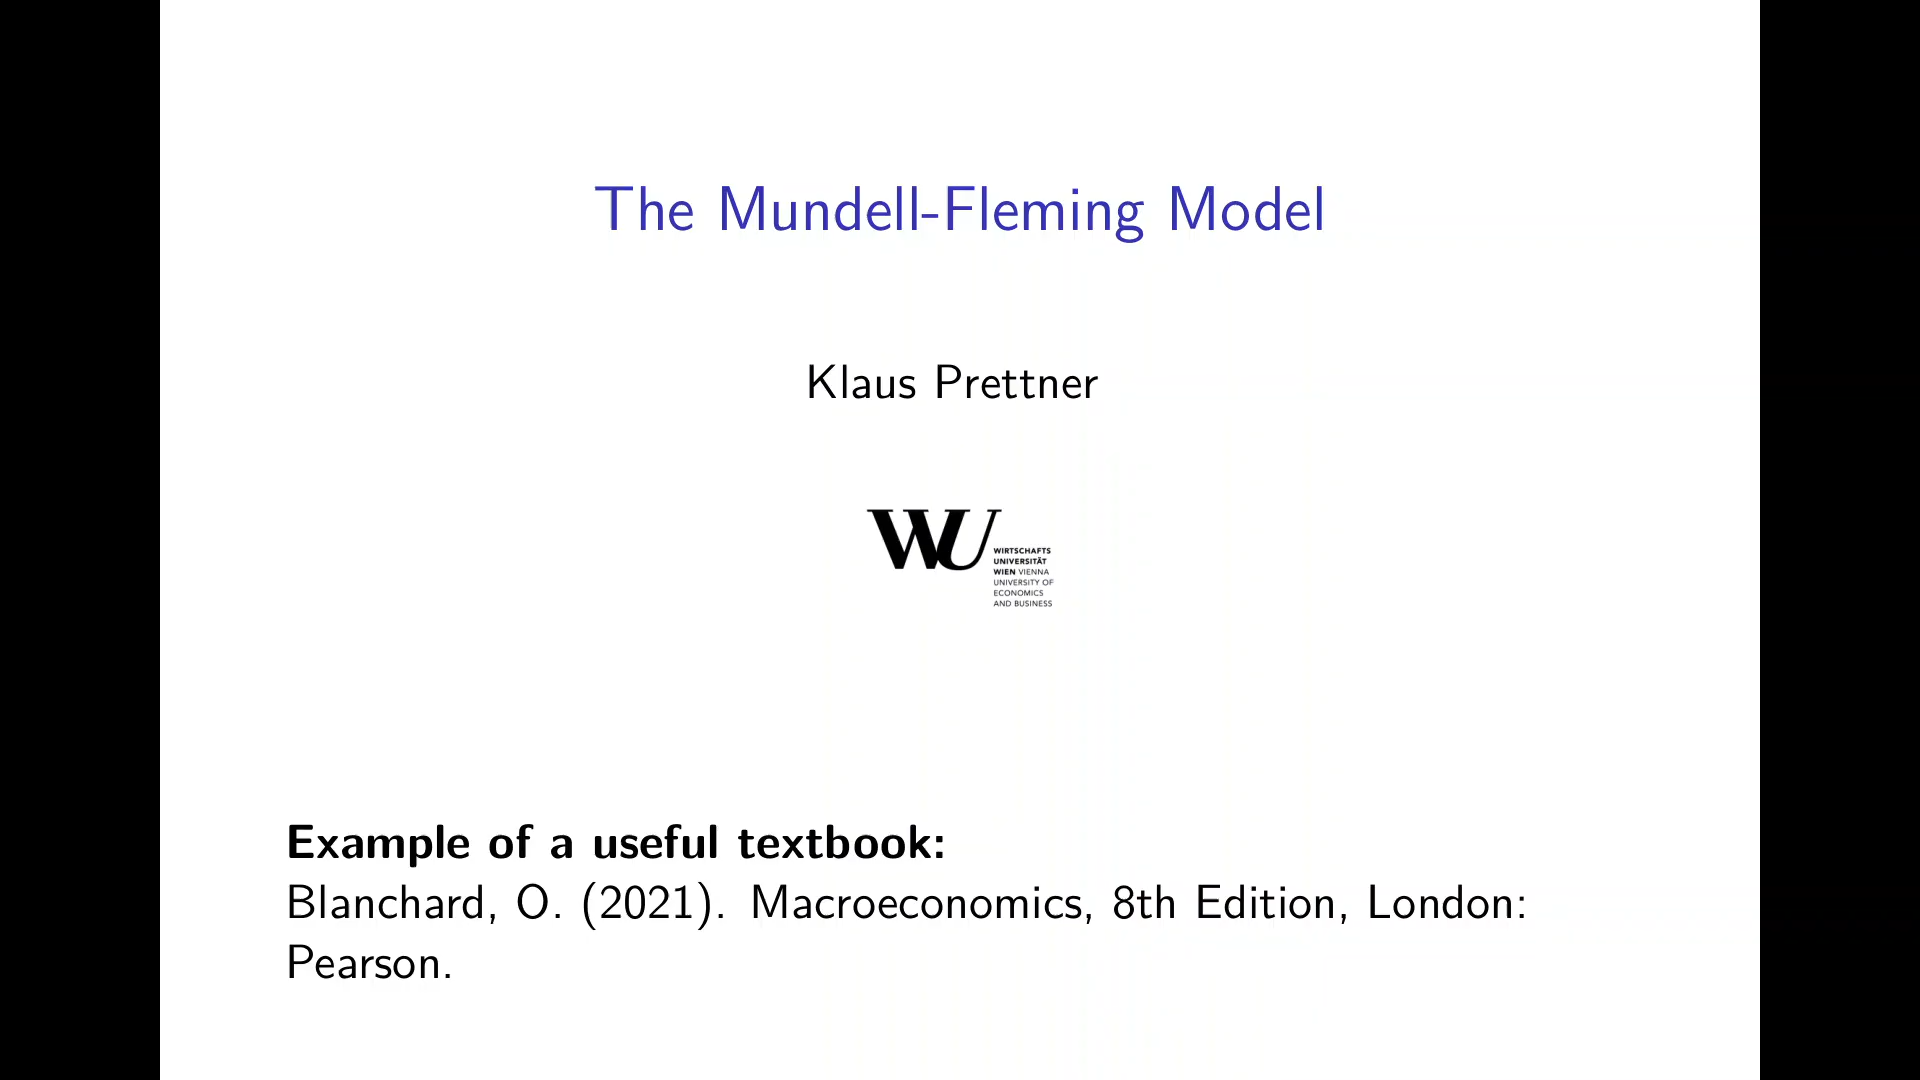 The Mundell-Fleming Model
Klaus Prettner
WU
WIRTSCHAFTS
UNIVERSITÄT
WIEN VIENNA
UNIVERSITY OF
ECONOMICS
AND BUSINESS
Example of a useful textbook:
Blanchard, O. (2021). Macroeconomics, 8th Edition, London:
Pearson.